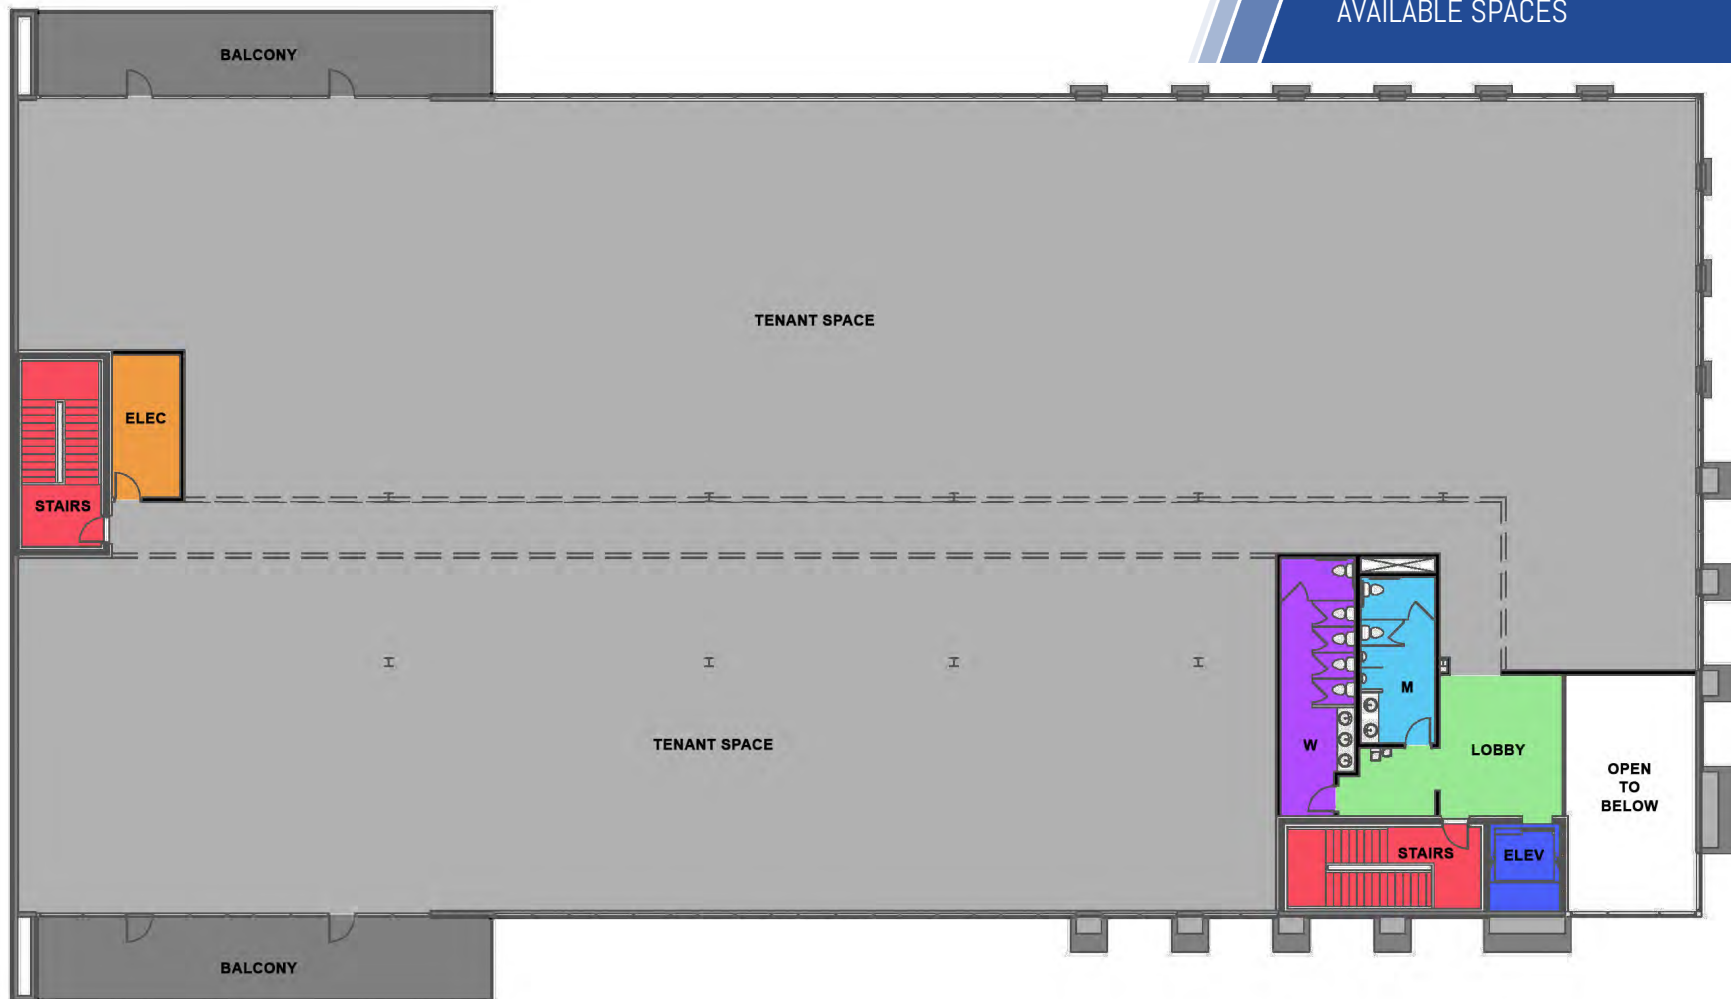 AVAILABLE SPACES
BALCONY
TENANT SPACE
ELEC
STAIRS
TENANT SPACE
W
M
LOBBY
OPEN
TO
BELOW
STAIRS
ELEV
BALCONY